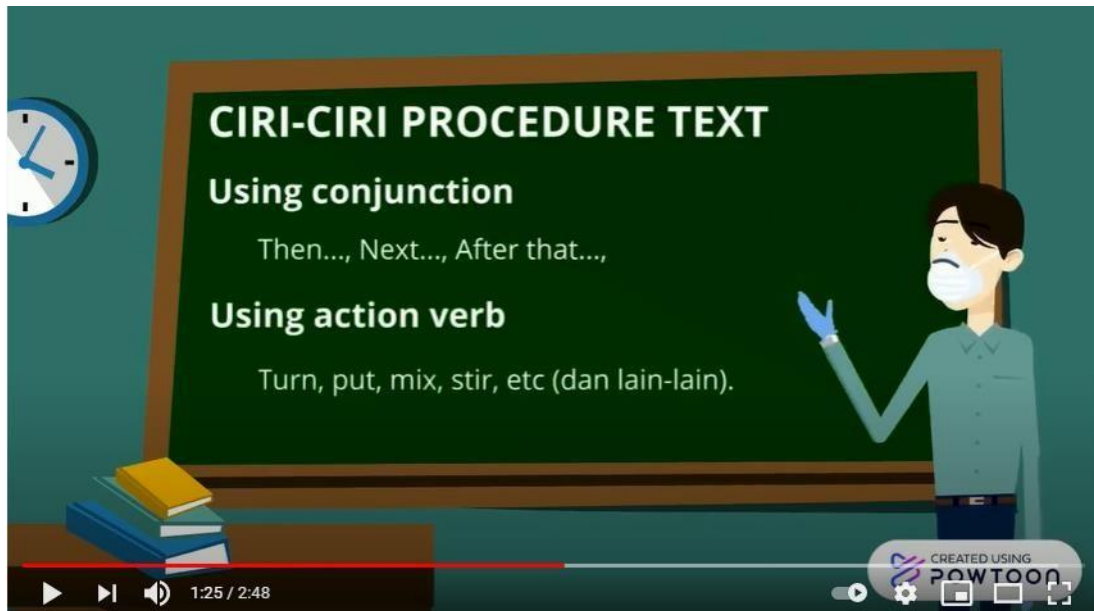 CIRI-CIRI PROCEDURE TEXT
Using conjunction
Then..., Next..., After that...,
Using action verb
Turn, put, mix, stir, etc (dan lain-lain).
CREATED USING
POWTOON
1:25 / 2:48